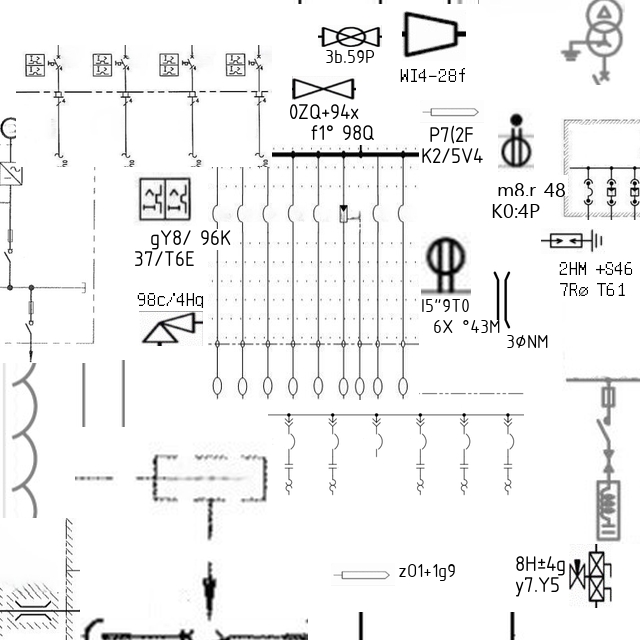 3b.59P
WI4-28f
0ZQ+94x
f1° 98Q
P7(2F
K2/5V4
m8.r 48
K0:4P
gY8/ 96K
37/T6E
2HM +S46
7Rø T61
98c/'4Hq
I5"9T0
6X °43M
3ØNM
z01+1g9
8H±4g
y7.Y5